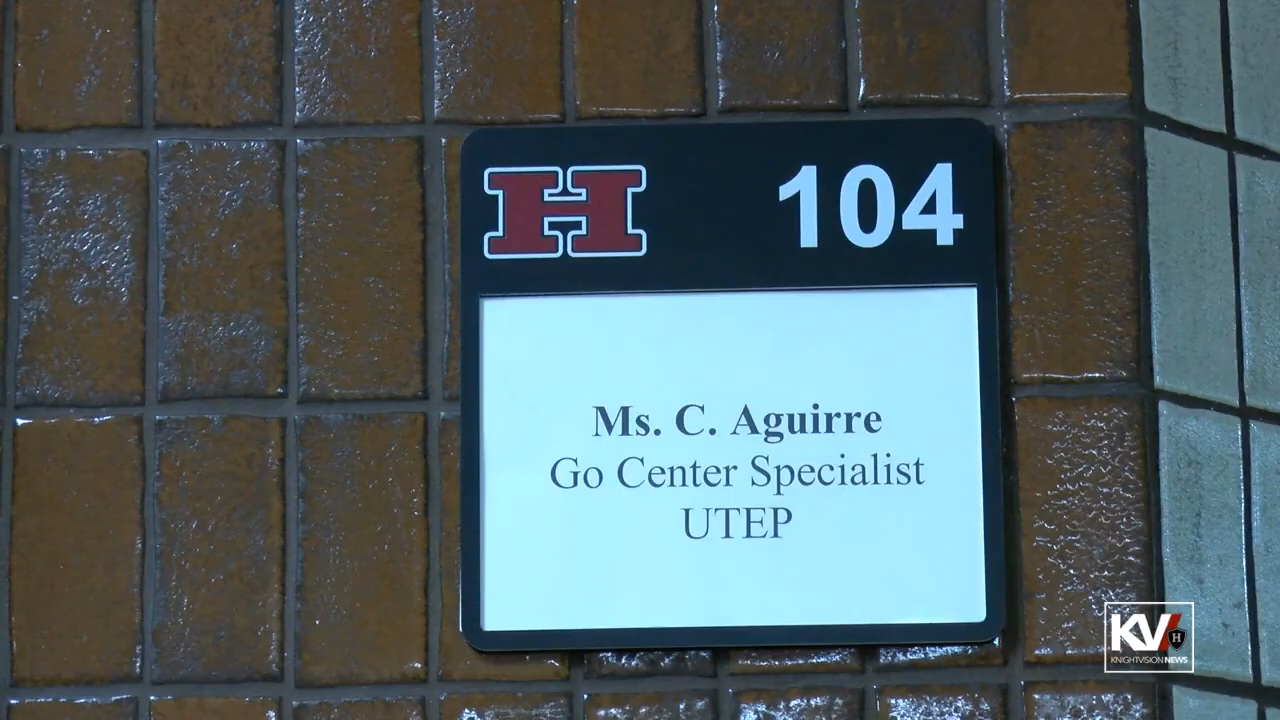 H 104
Ms. C. Aguirre
Go Center Specialist
UTEP
KV
H
KNIGHTVISION NEWS